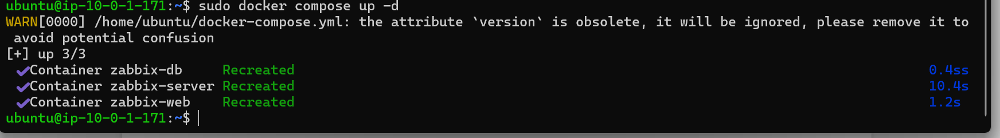 ubuntu@ip-10-0-1-171:~$ sudo docker compose up -d
WARN[0000] /home/ubuntu/docker-compose.yml: the attribute `version` is obsolete, it will be ignored, please remove it to
avoid potential confusion
[+] up 3/3
✔Container zabbix-db Recreated 0.4ss
✔Container zabbix-server Recreated 10.4s
✔Container zabbix-web Recreated 1.2s
ubuntu@ip-10-0-1-171:~$